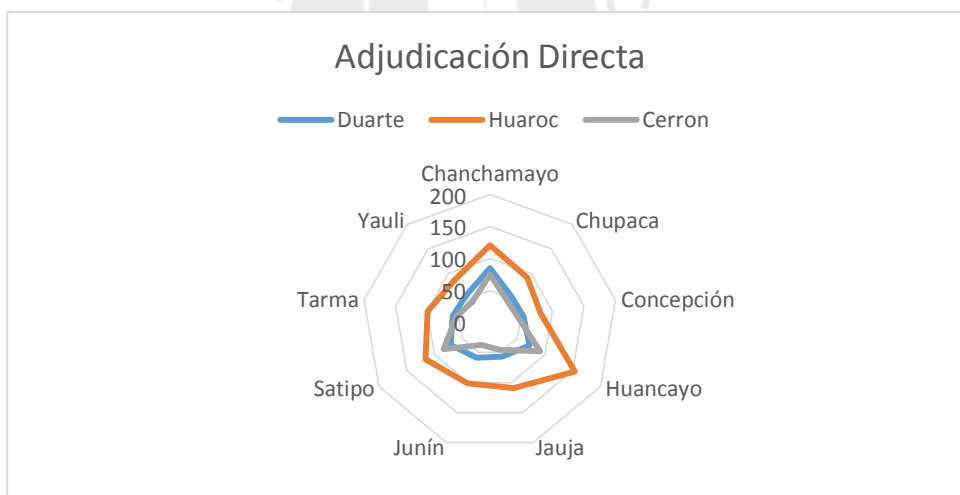 Adjudicación Directa
Duarte Huaroc Cerron
Chanchamayo
200
Yauli 150 Chupaca
100
Tarma 50 Concepción
0
Satipo Huancayo
Junín Jauja